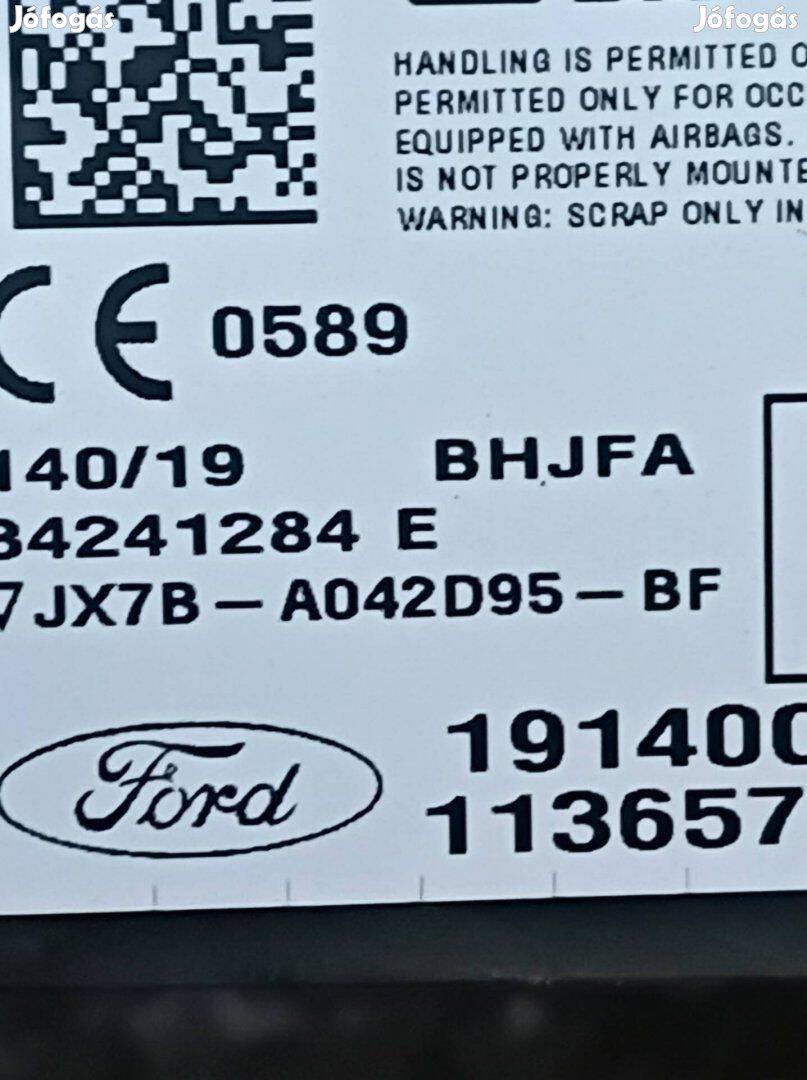 Jófogás Jófogás
HANDLING IS PERMITTED
PERMITTED ONLY FOR OCC
EQUIPPED WITH AIRBAGS.
IS NOT PROPERLY MOUNTE
WARNING: SCRAP ONLY IN
CE 0589
140/19 BHJFA
34241284 E
7JX7B-A042D95-BF
Ford
19140
113657